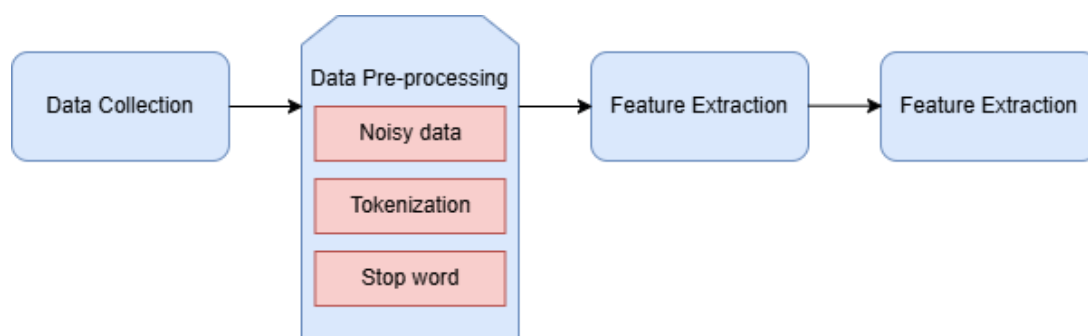 Data Collection
Data Pre-processing
Noisy data
Tokenization
Stop word
Feature Extraction
Feature Extraction